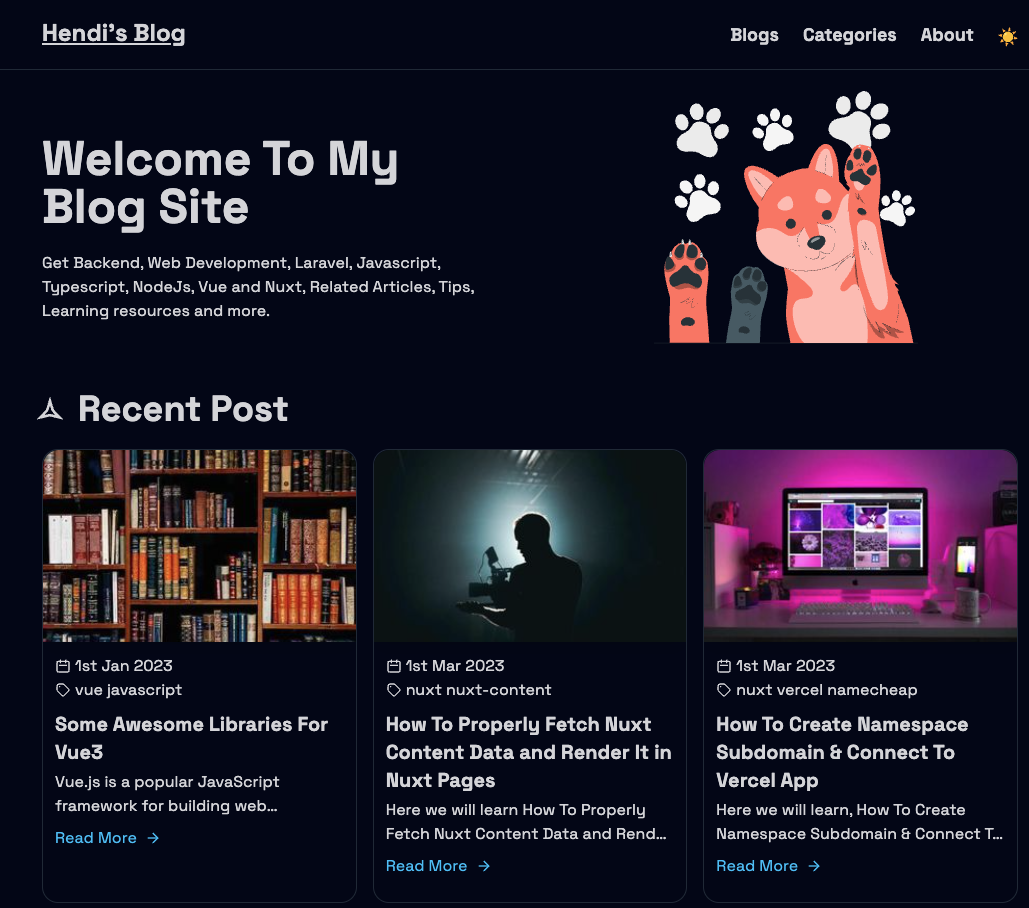 Hendi's Blog
Blogs Categories About
Welcome To My
Blog Site
Get Backend, Web Development, Laravel, Javascript,
Typescript, NodeJs, Vue and Nuxt, Related Articles, Tips,
Learning resources and more.
Recent Post
1st Jan 2023
vue javascript
Some Awesome Libraries For
Vue3
Vue.js is a popular JavaScript
framework for building web...
Read More →
1st Mar 2023
nuxt nuxt-content
How To Properly Fetch Nuxt
Content Data and Render It in
Nuxt Pages
Here we will learn How To Properly
Fetch Nuxt Content Data and Rend...
Read More →
1st Mar 2023
nuxt vercel namecheap
How To Create Namespace
Subdomain & Connect To
Vercel App
Here we will learn, How To Create
Namespace Subdomain & Connect T...
Read More →